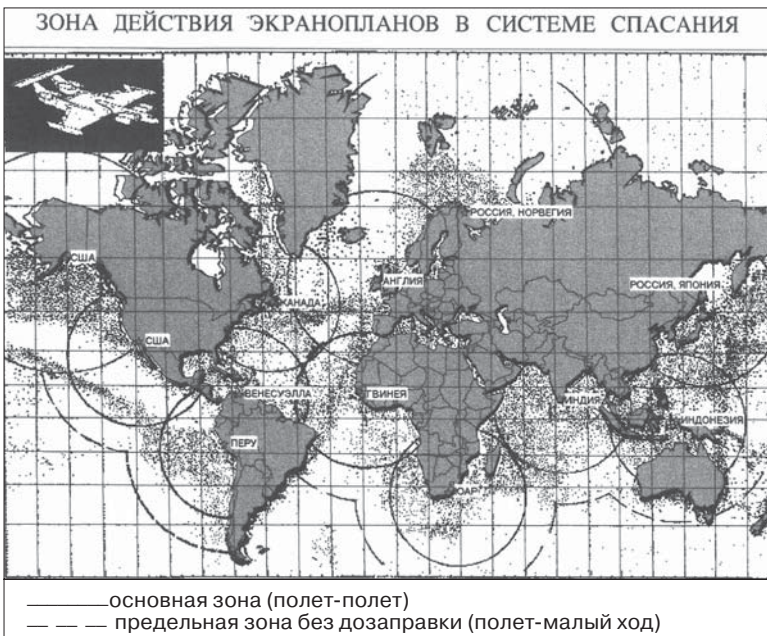 ЗОНА ДЕЙСТВИЯ ЭКРАНОПЛАНОВ В СИСТЕМЕ СПАСАНИЯ
РОССИЯ, НОРВЕГИЯ
США
АНГЛИЯ
РОССИЯ, ЯПОНИЯ
КАНАДА
США
ВЕНЕСУЭЛЛА
ГВИНЕЯ
ИНДИЯ
ИНДОНЕЗИЯ
ПЕРУ
ЮАР
основная зона (полет-полет)
предельная зона без дозаправки (полет-малый ход)